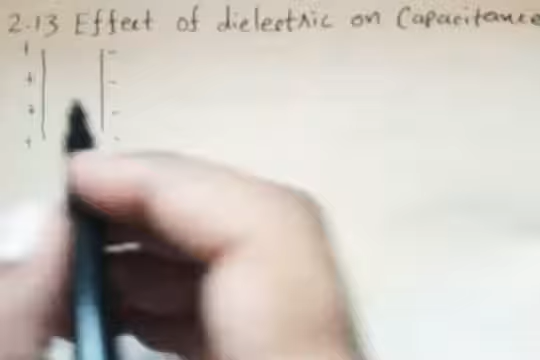 2.13 Effect of dielectric on Capacitance
+ -
+ -
+ -
+ -